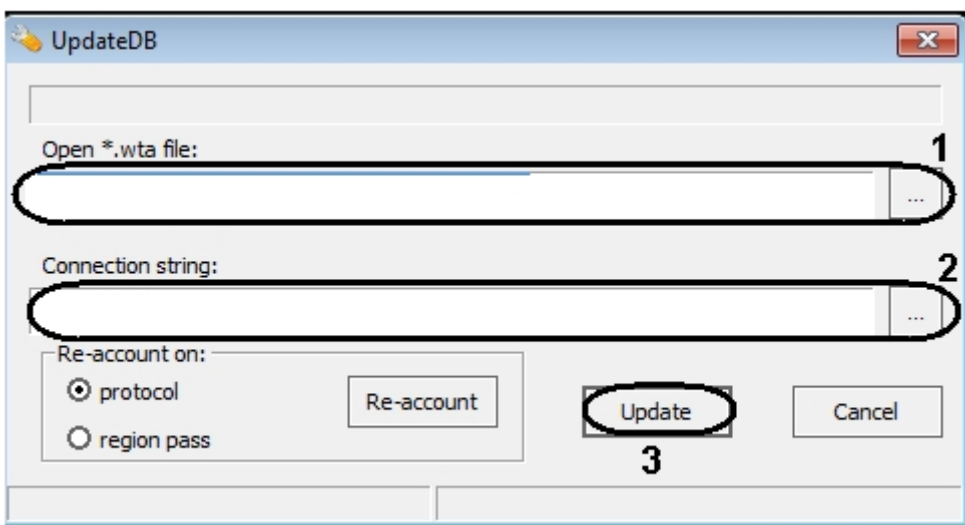 UpdateDB
Open *.wta file:
1
...
Connection string:
2
...
Re-account on:
protocol
Re-account
Update
Cancel
region pass
3